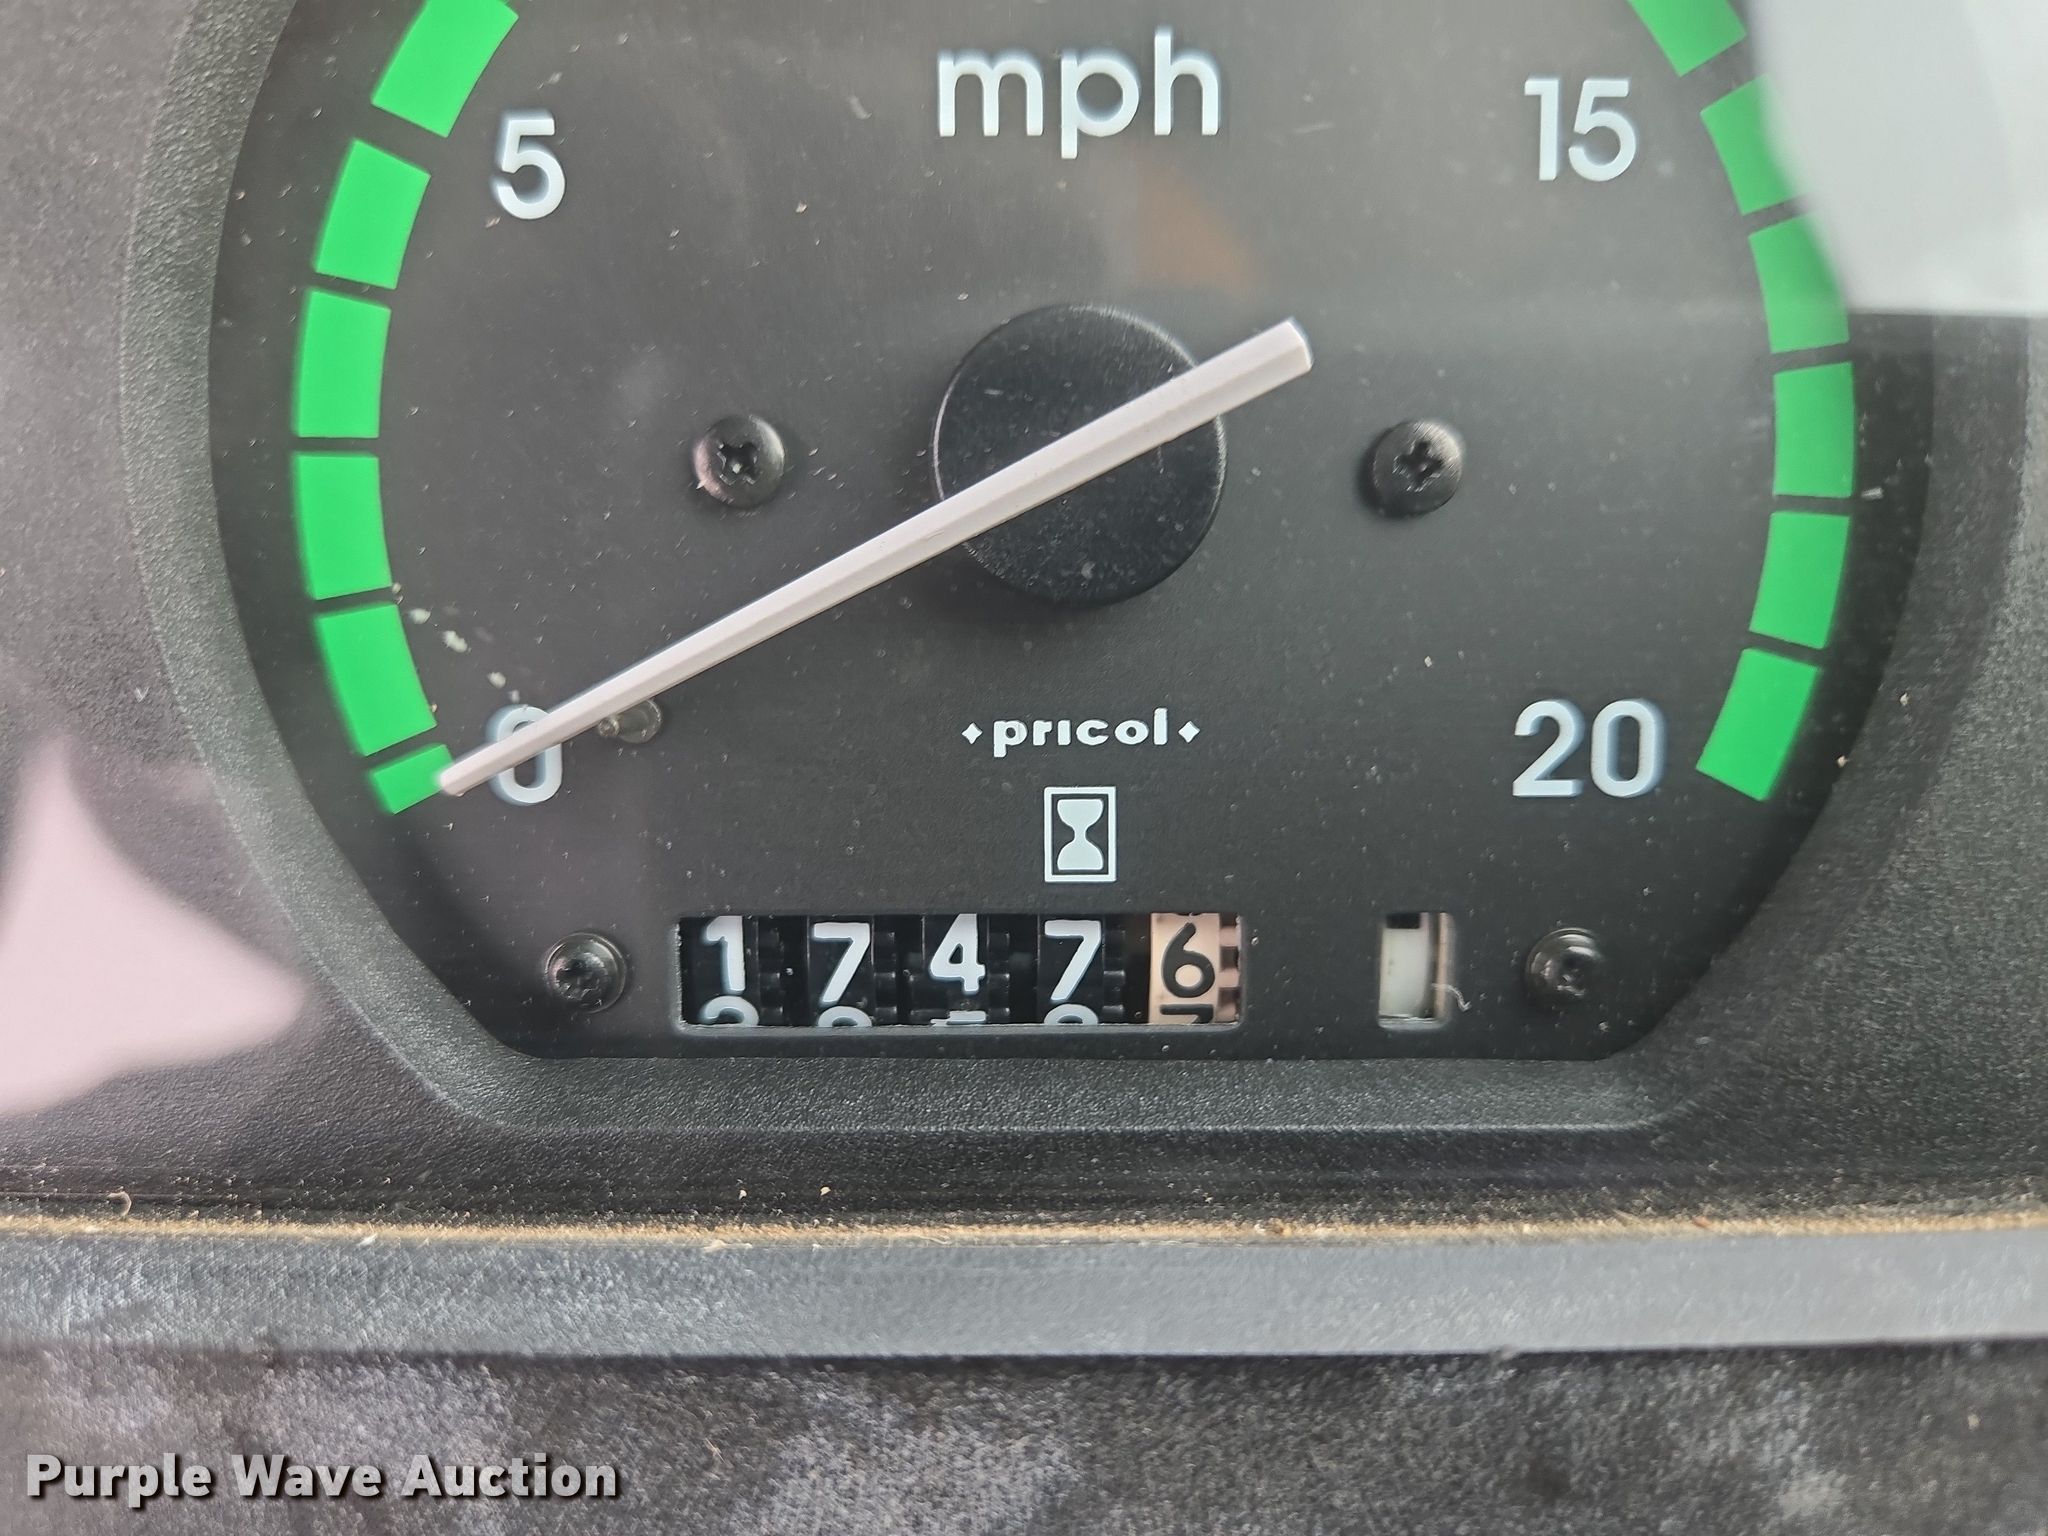 mph
5
15
◆pricol◆
0
20
17476
Purple Wave Auction